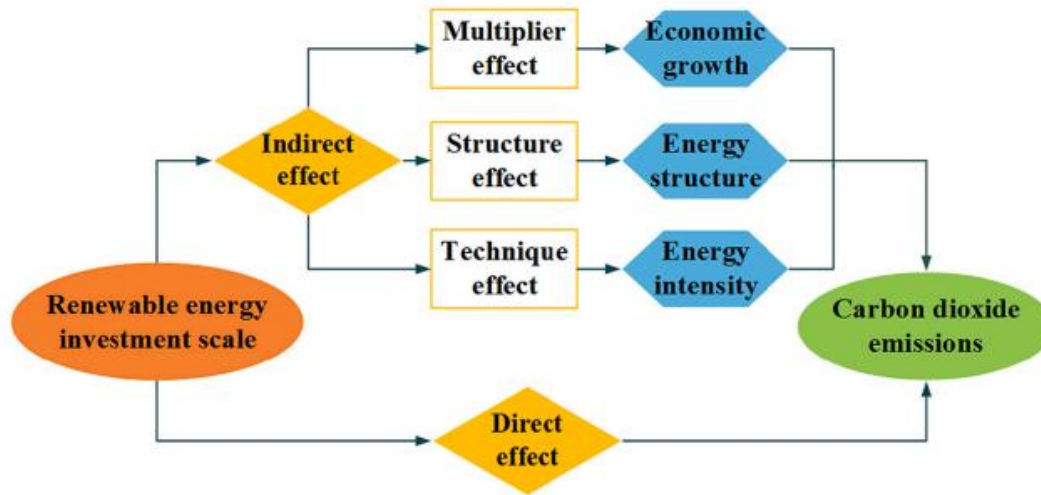 Multiplier
effect
Economic
growth
Indirect
effect
Structure
effect
Energy
structure
Technique
effect
Energy
intensity
Renewable energy
investment scale
Carbon dioxide
emissions
Direct
effect